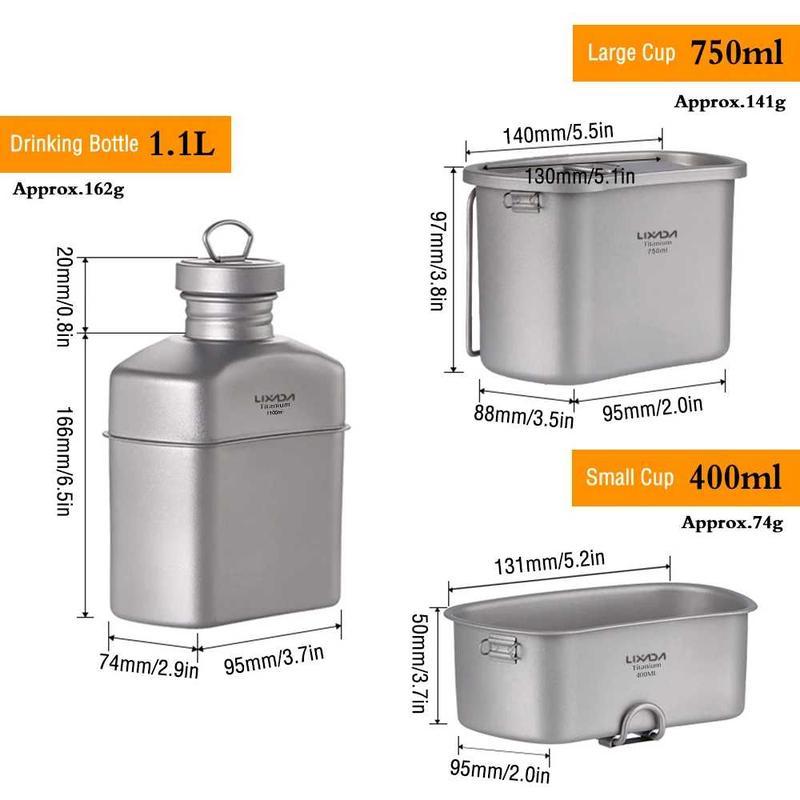 Large Cup 750ml
Approx.141g
Drinking Bottle 1.1L
Approx.162g
140mm/5.5in
130mm/5.1in
97mm/3.8in
LIXADA
Titanium
750ml
88mm/3.5in
95mm/2.0in
20mm/0.8in
166mm/6.5in
LIXADA
Titanium
1100ml
74mm/2.9in
95mm/3.7in
Small Cup 400ml
Approx.74g
131mm/5.2in
50mm/3.7in
LIXADA
Titanium
400ML
95mm/2.0in